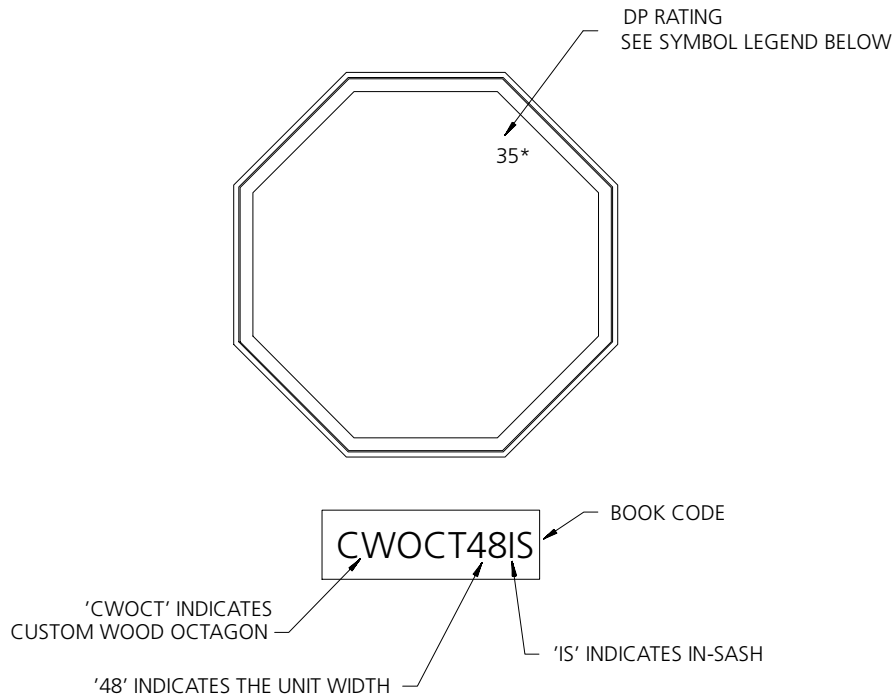 DP RATING
SEE SYMBOL LEGEND BELOW
35*
CWOCT48IS
BOOK CODE
'CWOCT' INDICATES
CUSTOM WOOD OCTAGON
'IS' INDICATES IN-SASH
'48' INDICATES THE UNIT WIDTH